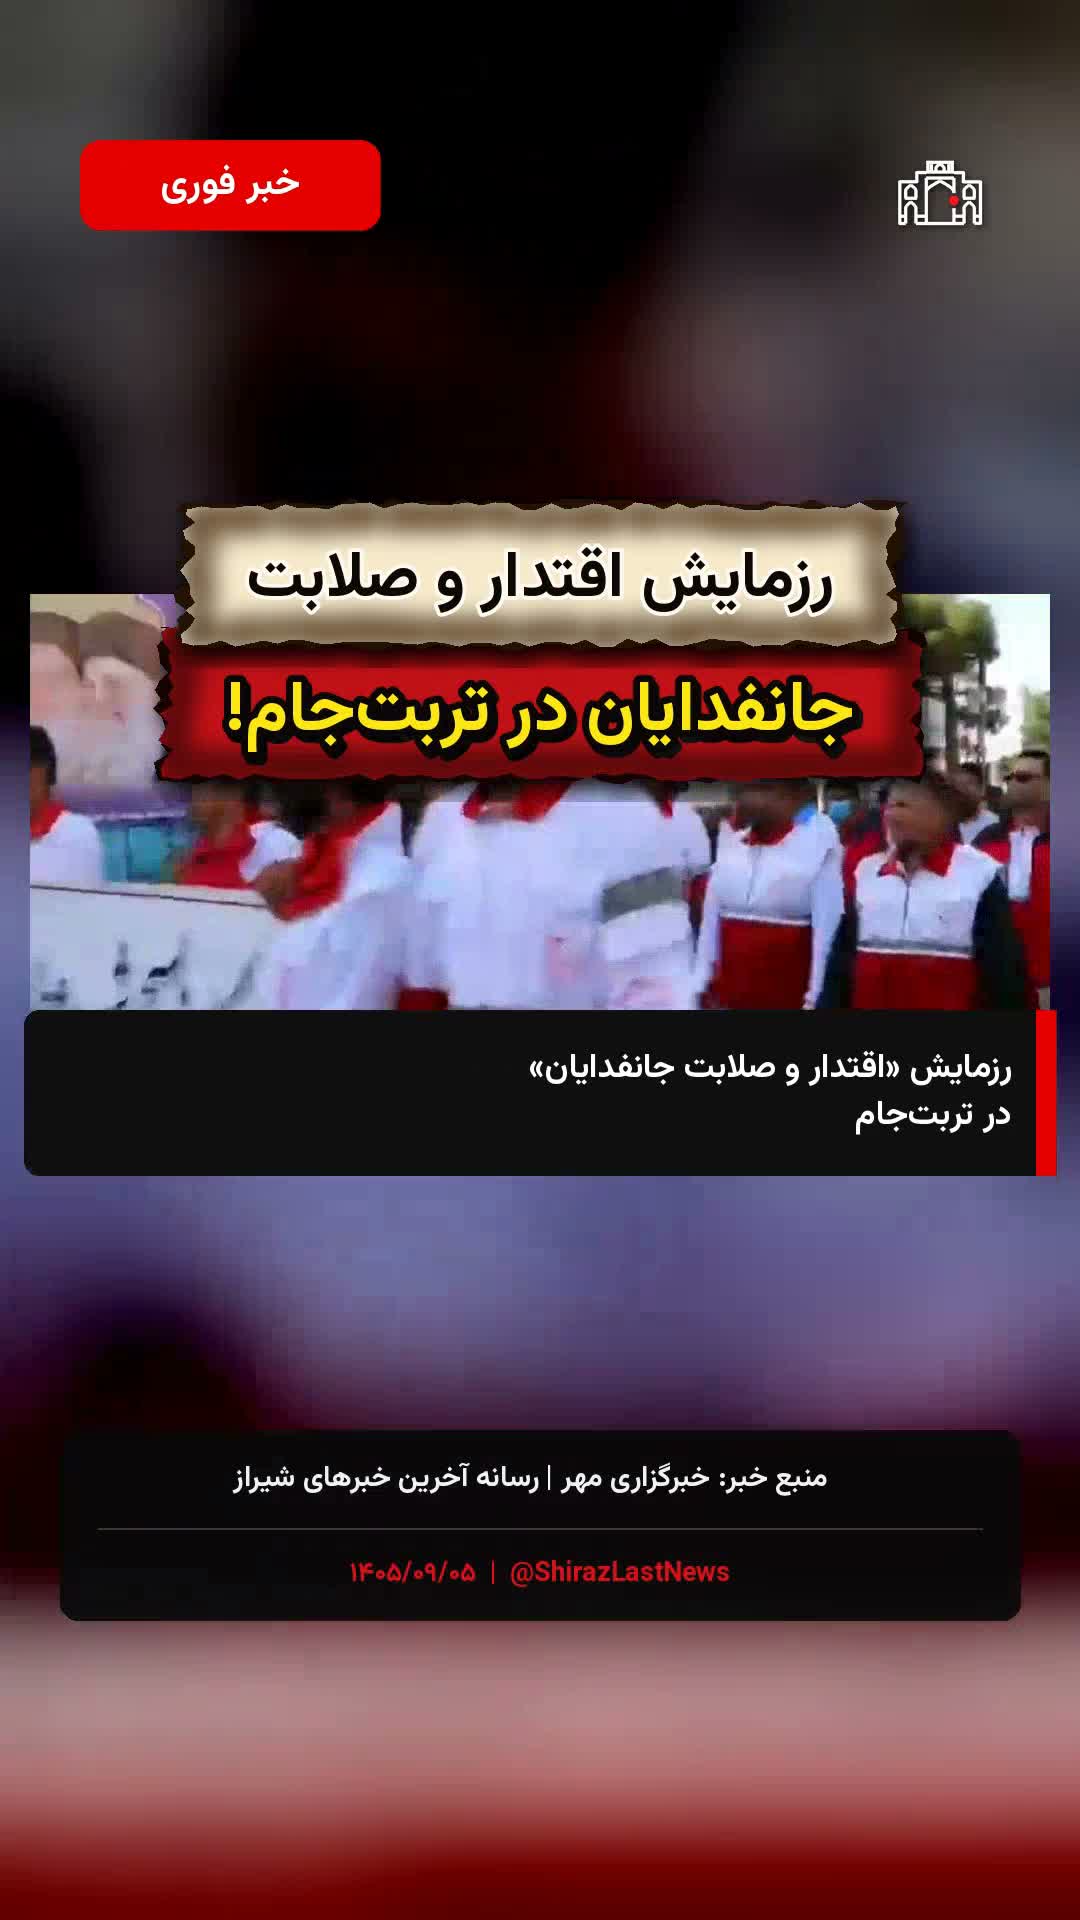 خبر فوری
رزمایش اقتدار و صلابت
جانفدایان در تربت‌جام!
رزمایش «اقتدار و صلابت جانفدایان»
در تربت‌جام
منبع خبر: خبرگزاری مهر | رسانه آخرین خبرهای شیراز
۱۴۰۵/۰۹/۰۵ | @ShirazLastNews